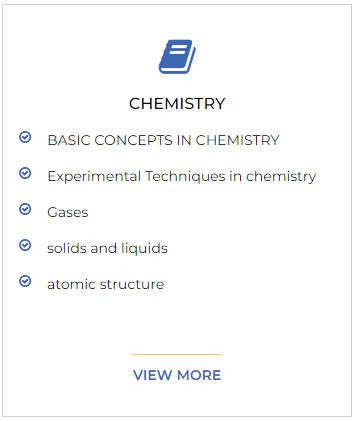 CHEMISTRY
BASIC CONCEPTS IN CHEMISTRY
Experimental Techniques in chemistry
Gases
solids and liquids
atomic structure
VIEW MORE